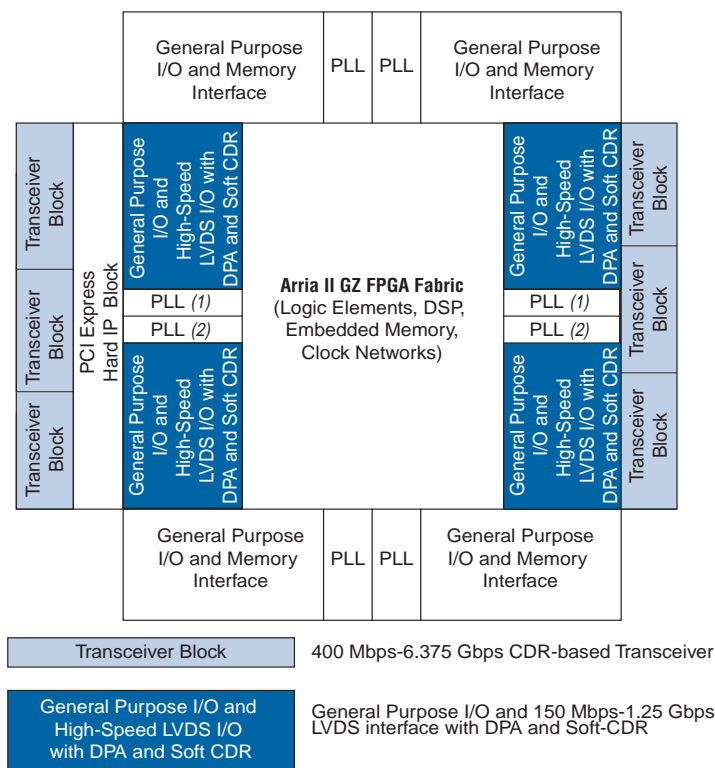 General Purpose
I/O and Memory
Interface
PLL
PLL
General Purpose
I/O and Memory
Interface
Transceiver
Block
Transceiver
Block
Transceiver
Block
PCI Express
Hard IP Block
General Purpose
I/O and
High-Speed
LVDS I/O with
DPA and Soft CDR
PLL (1)
PLL (2)
General Purpose
I/O and
High-Speed
LVDS I/O with
DPA and Soft CDR
Arria II GZ FPGA Fabric
(Logic Elements, DSP,
Embedded Memory,
Clock Networks)
General Purpose
I/O and
High-Speed
LVDS I/O with
DPA and Soft CDR
PLL (1)
PLL (2)
General Purpose
I/O and
High-Speed
LVDS I/O with
DPA and Soft CDR
Transceiver
Block
Transceiver
Block
Transceiver
Block
General Purpose
I/O and Memory
Interface
PLL
PLL
General Purpose
I/O and Memory
Interface
Transceiver Block
400 Mbps-6.375 Gbps CDR-based Transceiver
General Purpose I/O and
High-Speed LVDS I/O
with DPA and Soft CDR
General Purpose I/O and 150 Mbps-1.25 Gbps
LVDS interface with DPA and Soft-CDR